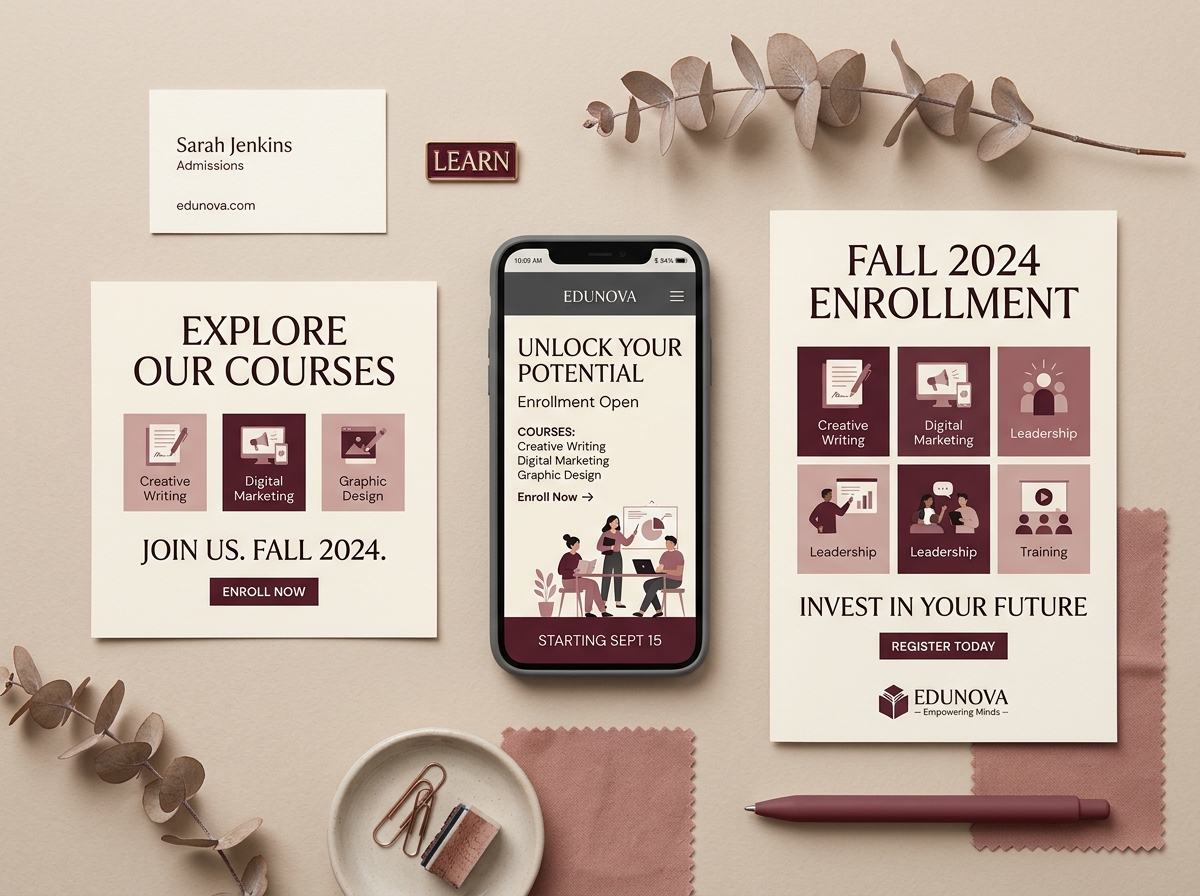 Sarah Jenkins
Admissions
edunova.com
LEARN
EXPLORE
OUR COURSES
Creative
Writing
Digital
Marketing
Graphic
Design
JOIN US. FALL 2024.
ENROLL NOW
10:09 AM
$ 34%
EDUNOVA
UNLOCK YOUR
POTENTIAL
Enrollment Open
COURSES:
Creative Writing
Digital Marketing
Graphic Design
Enroll Now →
STARTING SEPT 15
FALL 2024
ENROLLMENT
Creative
Writing
Digital
Marketing
Leadership
Leadership
Leadership
Training
INVEST IN YOUR FUTURE
REGISTER TODAY
EDUNOVA
– Empowering Minds –